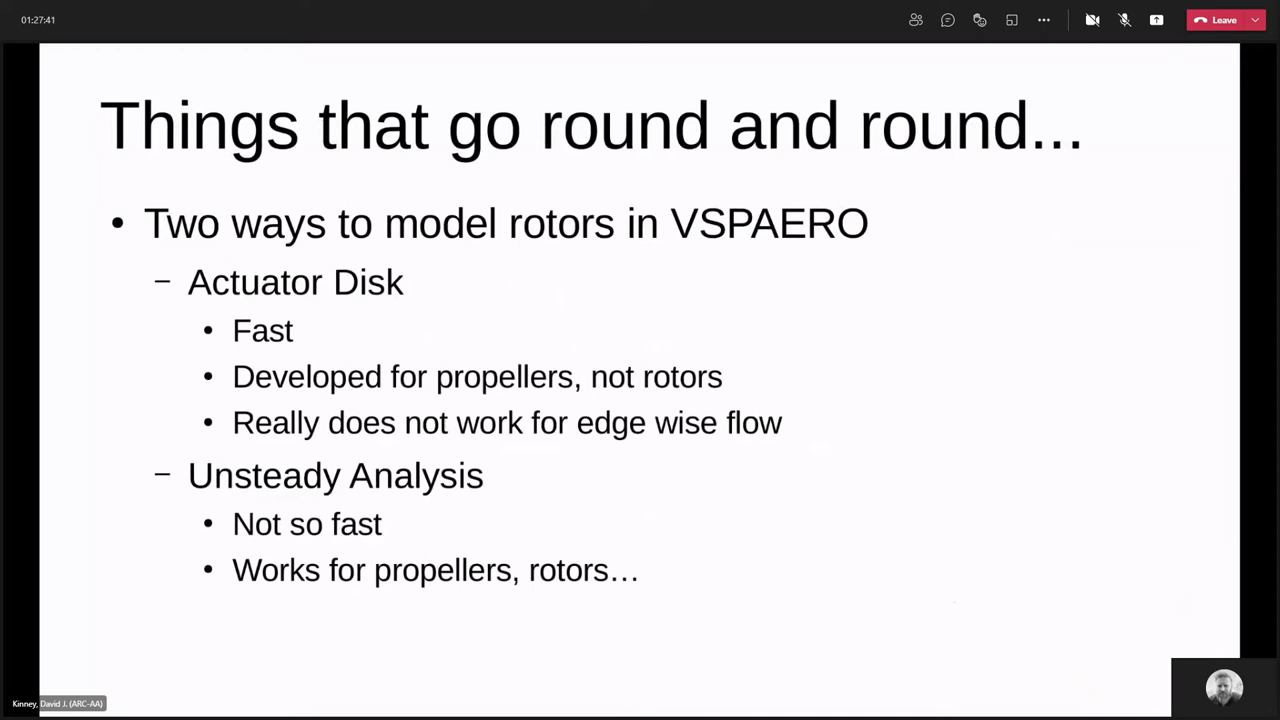 01:27:41
Leave
Things that go round and round...
• Two ways to model rotors in VSPAERO
– Actuator Disk
• Fast
• Developed for propellers, not rotors
• Really does not work for edge wise flow
– Unsteady Analysis
• Not so fast
• Works for propellers, rotors…
Kinney, David J. (ARC-AA)